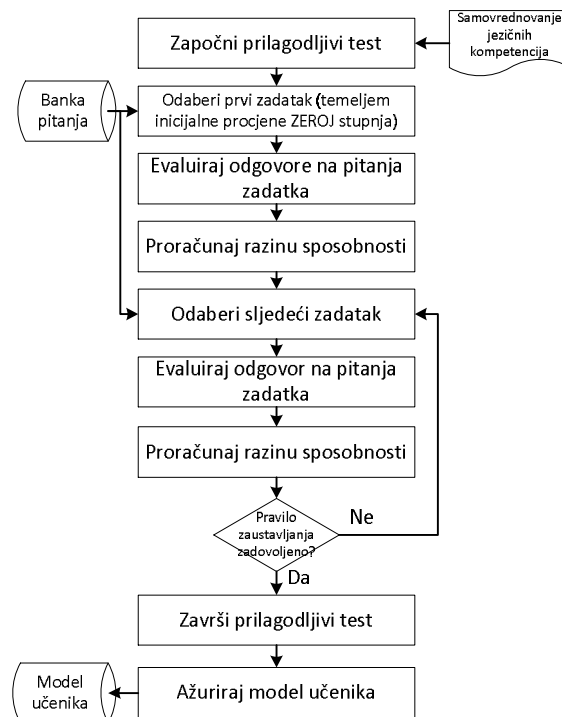 Samovrednovanje
jezičnih
kompetencija
Započni prilagodljivi test
Banka
pitanja
Odaberi prvi zadatak (temeljem
inicijalne procjene ZEROJ stupnja)
Evaluiraj odgovore na pitanja
zadatka
Proračunaj razinu sposobnosti
Odaberi sljedeći zadatak
Evaluiraj odgovor na pitanja
zadatka
Proračunaj razinu sposobnosti
Pravilo
zaustavljanja
zadovoljeno?
Ne
Da
Završi prilagodljivi test
Model
učenika
Ažuriraj model učenika